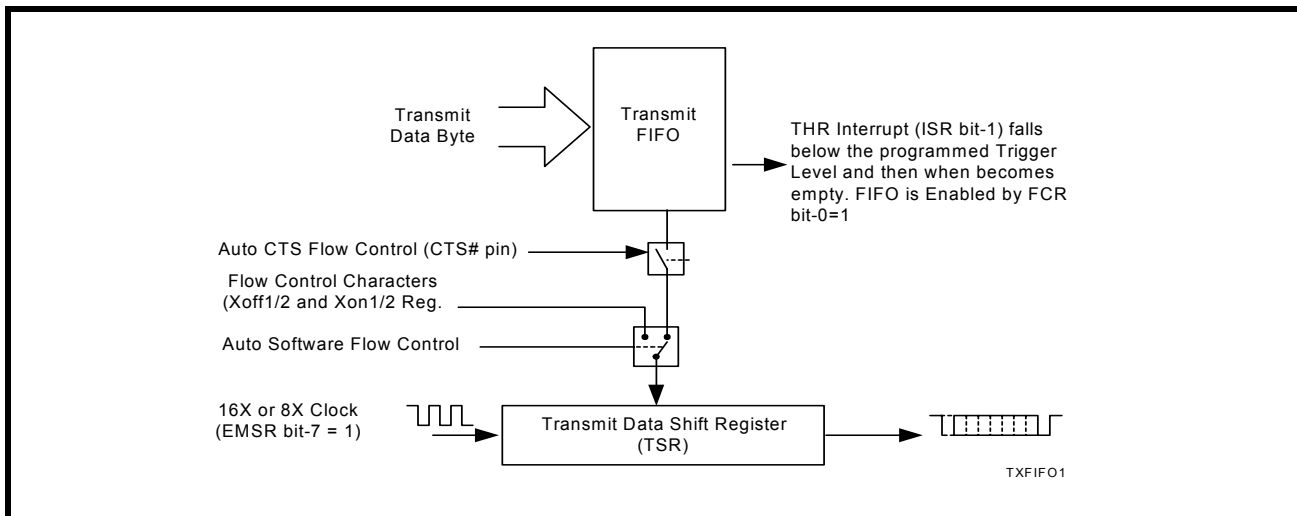 Transmit
Data Byte
Transmit
FIFO
THR Interrupt (ISR bit-1) falls
below the programmed Trigger
Level and then when becomes
empty. FIFO is Enabled by FCR
bit-0=1
Auto CTS Flow Control (CTS# pin)
Flow Control Characters
(Xoff1/2 and Xon1/2 Reg.
Auto Software Flow Control
16X or 8X Clock
(EMSR bit-7 = 1)
Transmit Data Shift Register
(TSR)
TXFIFO1